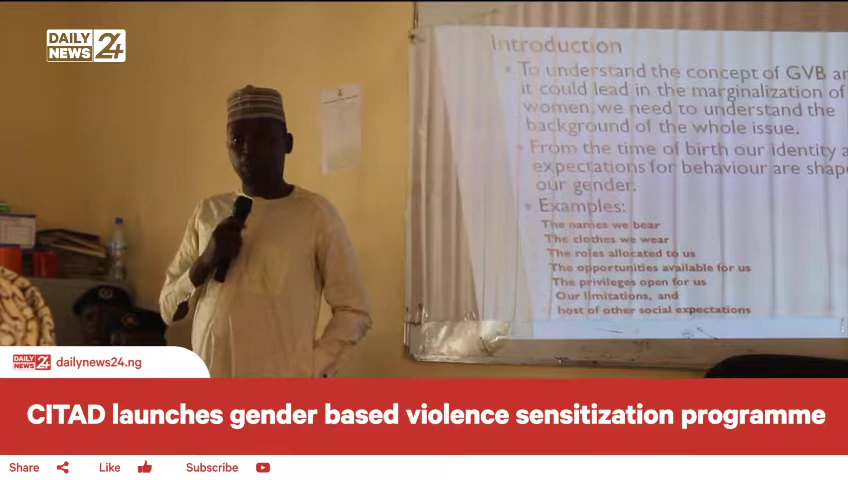 DAILY
NEWS 24
Introduction
To understand the concept of GVB
it could lead in the marginalization of
women, we need to understand the
background of the whole issue.
From the time of birth our identity
expectations for behaviour are
our gender.
Examples:
The names we bear
The clothes we wear
The roles allocated to us
The opportunities available for us
The privileges open for us
Our limitations, and
host of other social expectations
DAILY
NEWS 24 dailynews24.ng
CITAD launches gender based violence sensitization programme
Share Like Subscribe